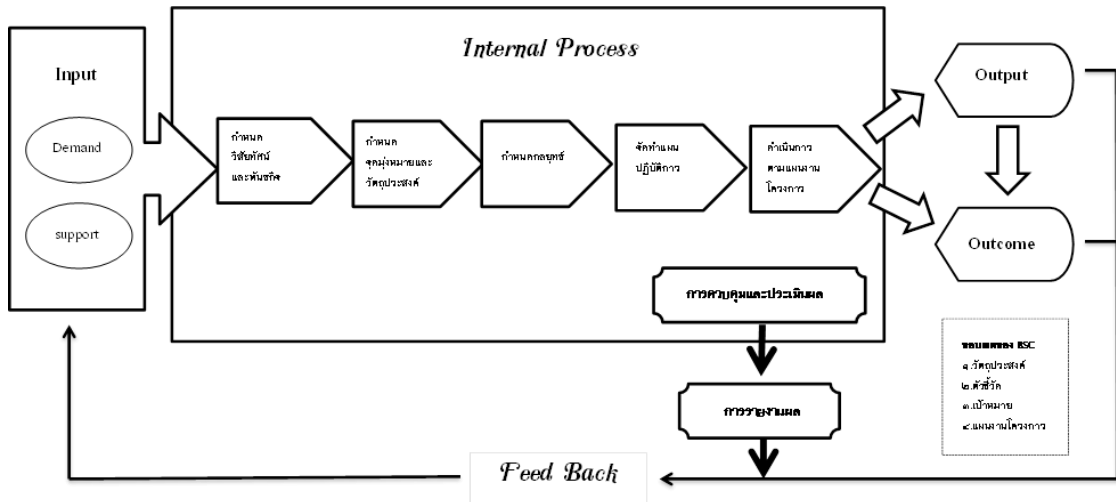 Internal Process
Input
Demand
support
กำหนด
วิสัยทัศน์
และพันธกิจ
กำหนด
จุดมุ่งหมายและ
วัตถุประสงค์
กำหนดกลยุทธ์
จัดทำแผน
ปฏิบัติการ
ดำเนินการ
ตามแผนงาน
โครงการ
Output
Outcome
การควบคุมและประเมินผล
การรายงานผล
ขอบเขตของ BSC
๑.วัตถุประสงค์
๒.ตัวชี้วัด
๓.เป้าหมาย
๔.แผนงานโครงการ
Feed Back